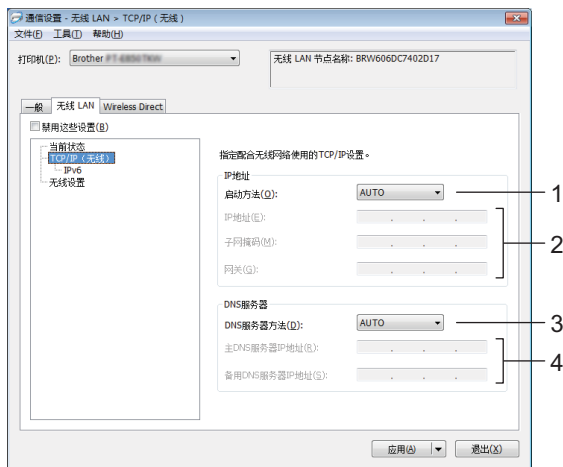 通信设置 - 无线 LAN > TCP/IP（无线）
文件(F) 工具(T) 帮助(H)
打印机(P): Brother
无线 LAN 节点名称: BRW606DC7402D17
一般 无线 LAN Wireless Direct
禁用这些设置(B)
当前状态
TCP/IP（无线）
IPv6
无线设置
指定配合无线网络使用的TCP/IP设置。
IP地址
启动方法(O): AUTO 1
IP地址(E): . . .
子网掩码(M): . . . 2
网关(G): . . .
DNS服务器
DNS服务器方法(D): AUTO 3
主DNS服务器IP地址(R): . . .
4
备用DNS服务器IP地址(S): . . .
应用(A) 退出(X)